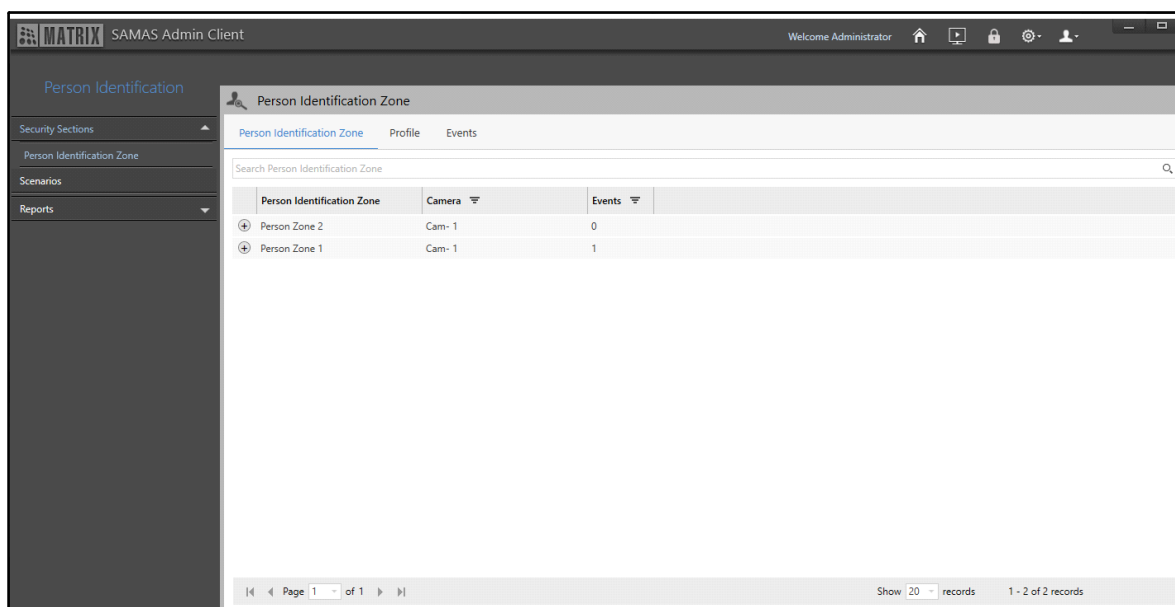 MATRIX SAMAS Admin Client Welcome Administrator
Person Identification
Person Identification Zone
Security Sections
Person Identification Zone Profile Events
Person Identification Zone
Search Person Identification Zone
Scenarios
Person Identification Zone Camera Events
Reports
Person Zone 2 Cam- 1 0
Person Zone 1 Cam- 1 1
Page 1 of 1 Show 20 records 1 - 2 of 2 records